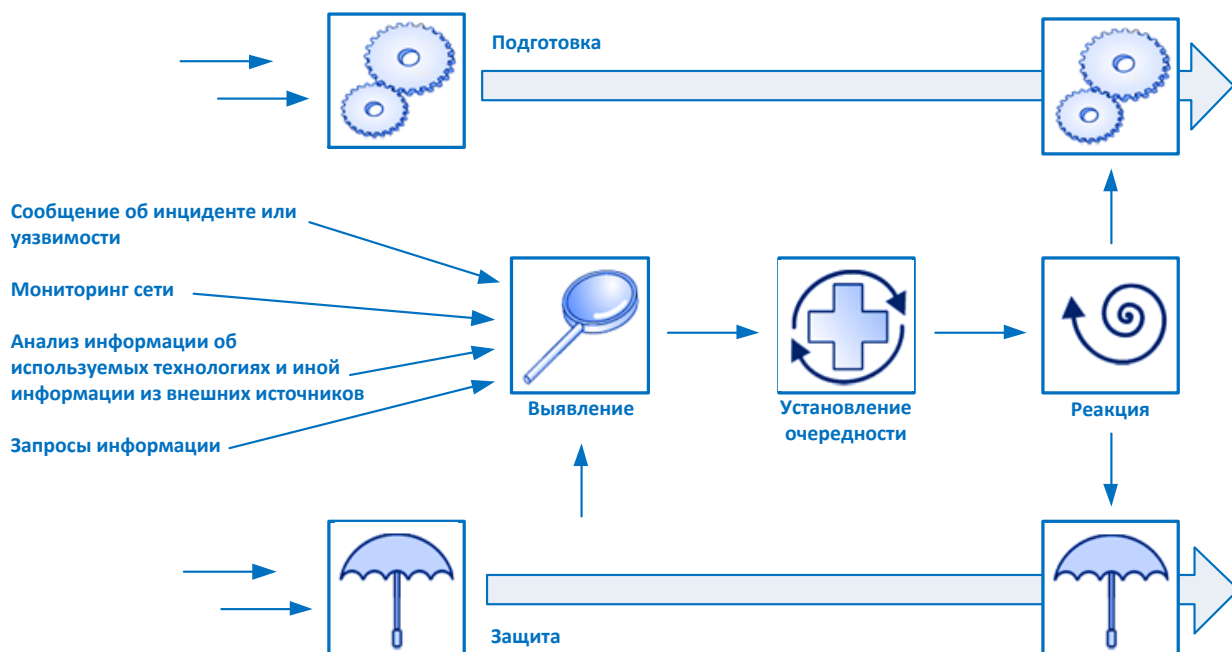 Подготовка
Сообщение об инциденте или
уязвимости
Мониторинг сети
Анализ информации об
используемых технологиях и иной
информации из внешних источников
Запросы информации
Выявление
Установление
очередности
Реакция
Защита